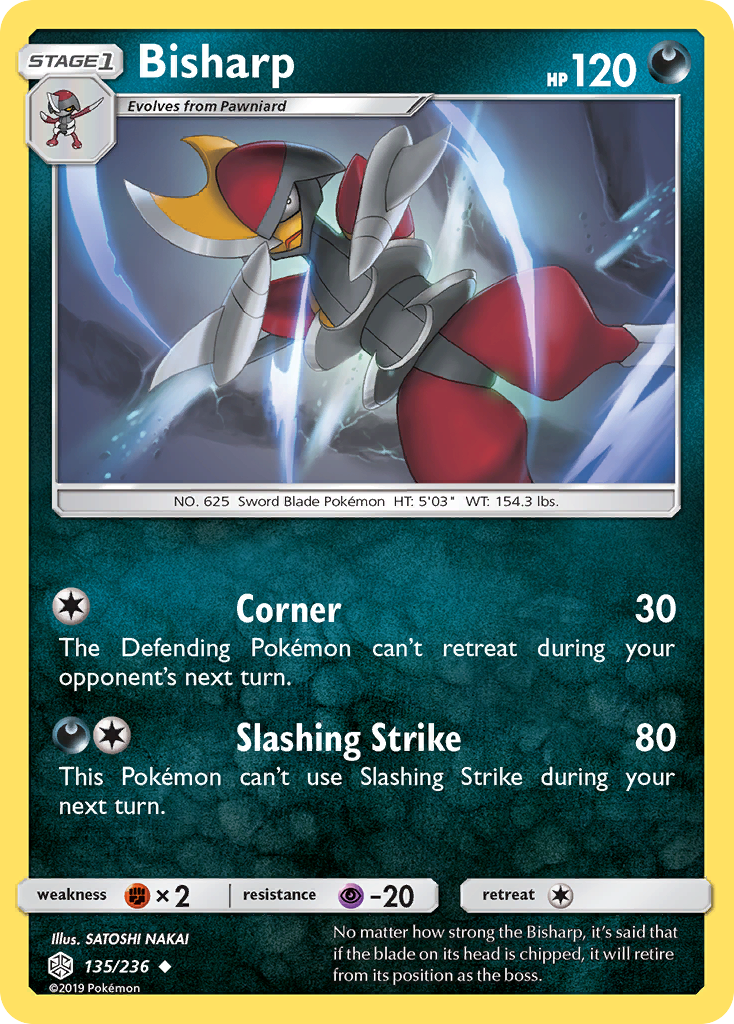 STAGE1
Bisharp
HP 120
Evolves from Pawniard
NO. 625 Sword Blade Pokémon HT: 5'03" WT: 154.3 lbs.
Corner 30
The Defending Pokémon can't retreat during your
opponent's next turn.
Slashing Strike 80
This Pokémon can't use Slashing Strike during your
next turn.
weakness × 2 resistance -20 retreat
Illus. SATOSHI NAKAI
135/236
©2019 Pokémon
No matter how strong the Bisharp, it's said that
if the blade on its head is chipped, it will retire
from its position as the boss.